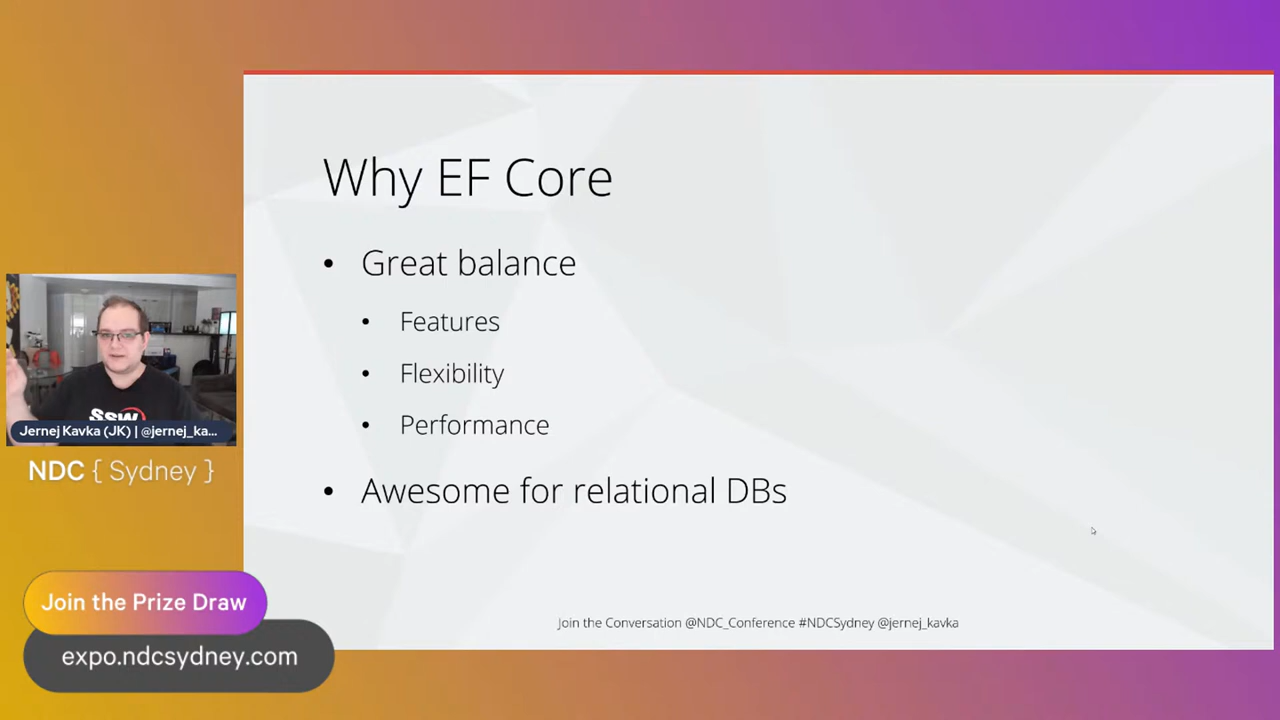 Why EF Core
• Great balance
• Features
• Flexibility
• Performance
• Awesome for relational DBs
SSW
Jernej Kavka (JK) | @jernej_ka...
NDC { Sydney }
Join the Prize Draw
expo.ndcsydney.com
Join the Conversation @NDC_Conference #NDCSydney @jernej_kavka